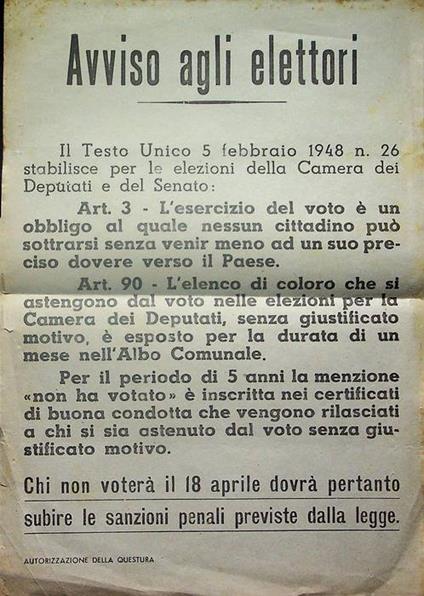 Avviso agli elettori
Il Testo Unico 5 febbraio 1948 n. 26
stabilisce per le elezioni della Camera dei
Deputati e del Senato:
Art. 3 - L'esercizio del voto è un
obbligo al quale nessun cittadino può
sottrarsi senza venir meno ad un suo pre-
ciso dovere verso il Paese.
Art. 90 - L'elenco di coloro che si
astengono dal voto nelle elezioni per la
Camera dei Deputati, senza giustificato
motivo, è esposto per la durata di un
mese nell'Albo Comunale.
Per il periodo di 5 anni la menzione
«non ha votato» è inscritta nei certificati
di buona condotta che vengono rilasciati
a chi si sia astenuto dal voto senza giu-
stificato motivo.
Chi non voterà il 18 aprile dovrà pertanto
subire le sanzioni penali previste dalla legge.
AUTORIZZAZIONE DELLA QUESTURA